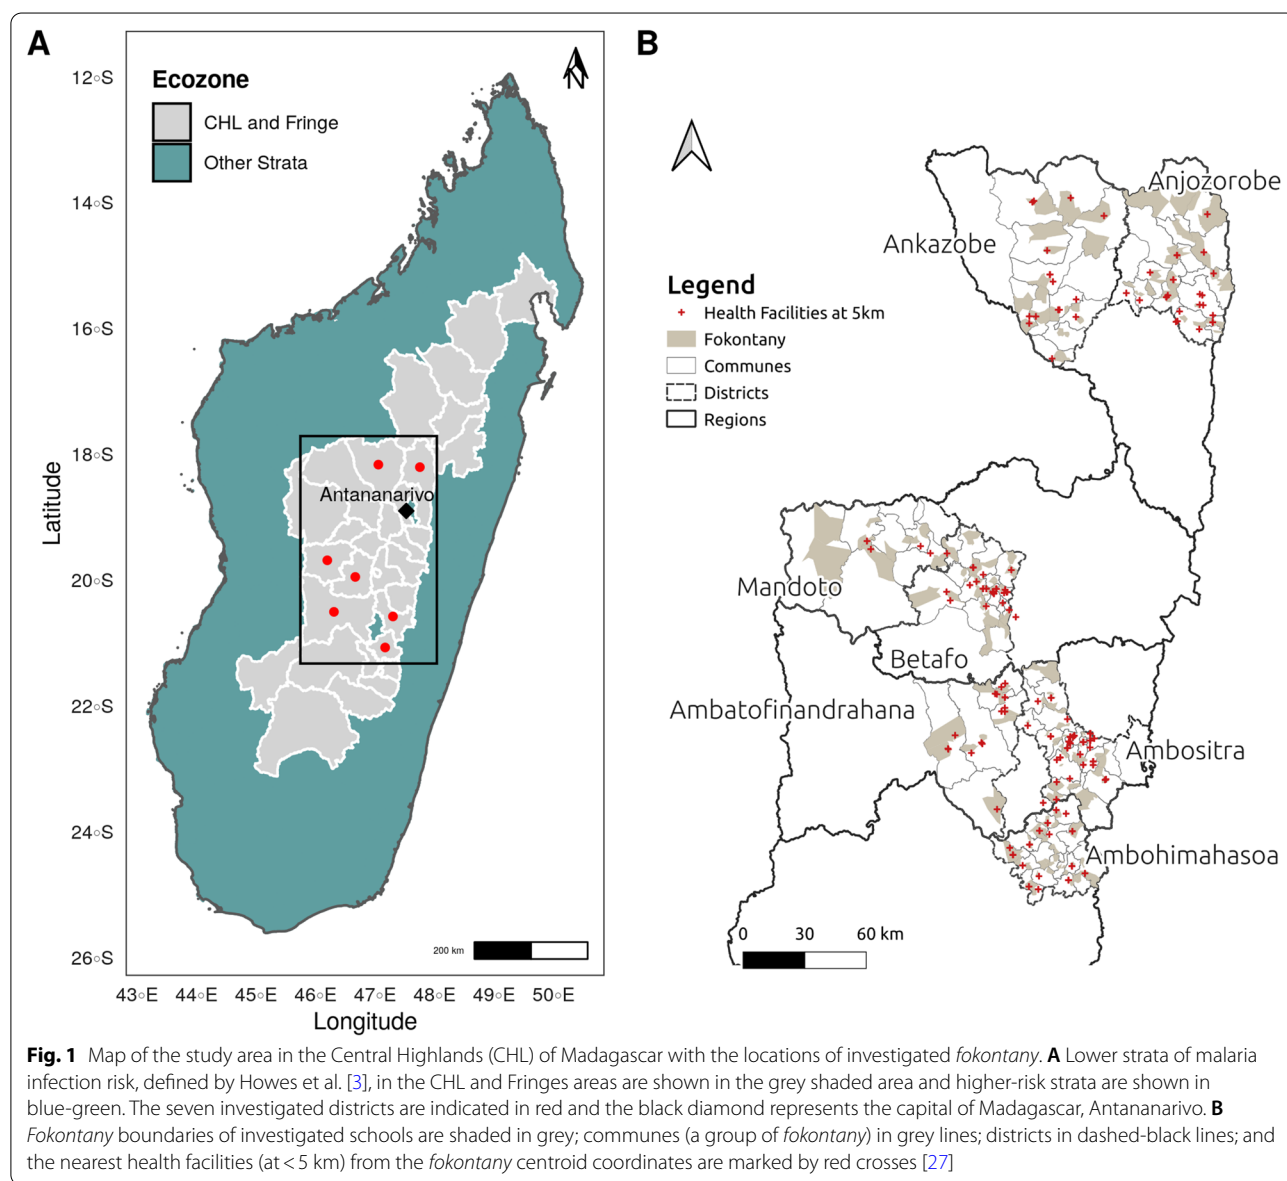 A
N
Ecozone
CHL and Fringe
Other Strata
12°S
14°S
16°S
18°S
20°S
22°S
24°S
26°S
Latitude
Antananarivo
200 km
43°E 44°E 45°E 46°E 47°E 48°E 49°E 50°E
Longitude
B
Anjozorobe
Ankazobe
Legend
Health Facilities at 5km
Fokontany
Communes
Districts
Regions
Mandoto
Betafo
Ambatofinandrahana
Ambositra
Ambohimahasoa
0 30 60 km
Fig. 1 Map of the study area in the Central Highlands (CHL) of Madagascar with the locations of investigated fokontany. A Lower strata of malaria
infection risk, defined by Howes et al. [3], in the CHL and Fringes areas are shown in the grey shaded area and higher-risk strata are shown in
blue-green. The seven investigated districts are indicated in red and the black diamond represents the capital of Madagascar, Antananarivo. B
Fokontany boundaries of investigated schools are shaded in grey; communes (a group of fokontany) in grey lines; districts in dashed-black lines; and
the nearest health facilities (at < 5 km) from the fokontany centroid coordinates are marked by red crosses [27]